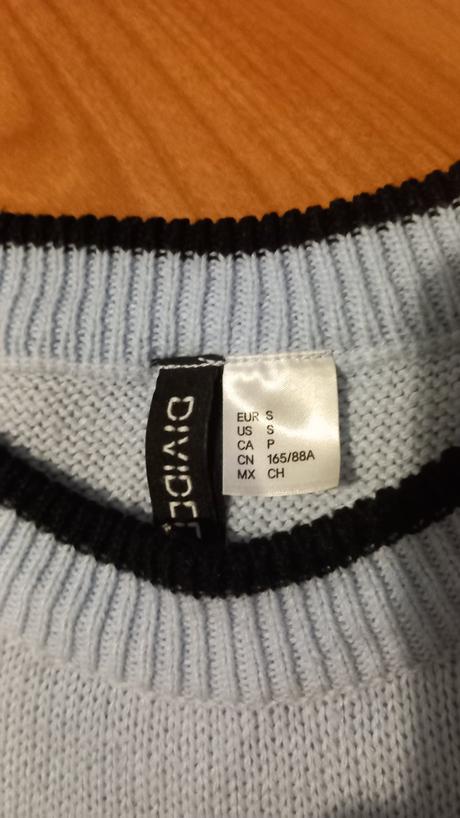 DIVIDE
EUR S
US S
CA P
CN 165/88A
MX CH